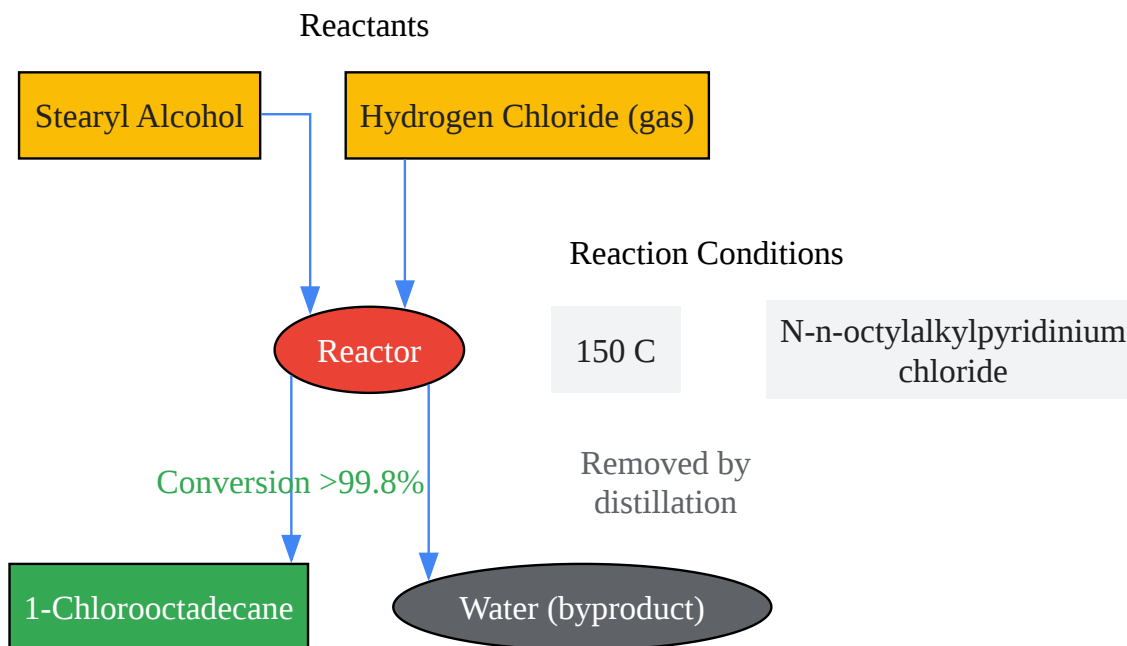 Reactants
Stearyl Alcohol
Hydrogen Chloride (gas)
Reaction Conditions
Reactor
150 C
N-n-octylalkylpyridinium
chloride
Conversion >99.8%
Removed by
distillation
1-Chlorooctadecane
Water (byproduct)